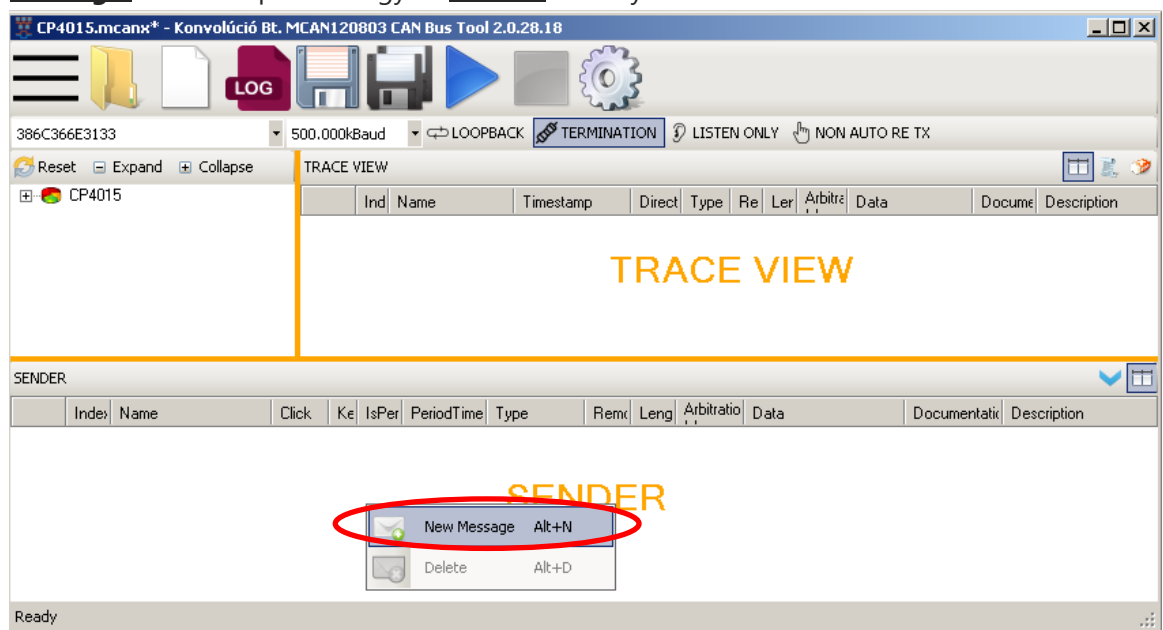 CP4015.mcanx* - Konvolúció Bt. MCAN120803 CAN Bus Tool 2.0.28.18
LOG
386C366E3133 500.000kBaud LOOPBACK TERMINATION LISTEN ONLY NON AUTO RE TX
Reset Expand Collapse TRACE VIEW
CP4015
Ind Name Timestamp Direct Type Re Ler Arbitra Data Docume Description
TRACE VIEW
SENDER
Index Name Click Ke IsPer PeriodTime Type Remo Leng Arbitratio Data Documentatic Description
SENDER
New Message Alt+N
Delete Alt+D
Ready